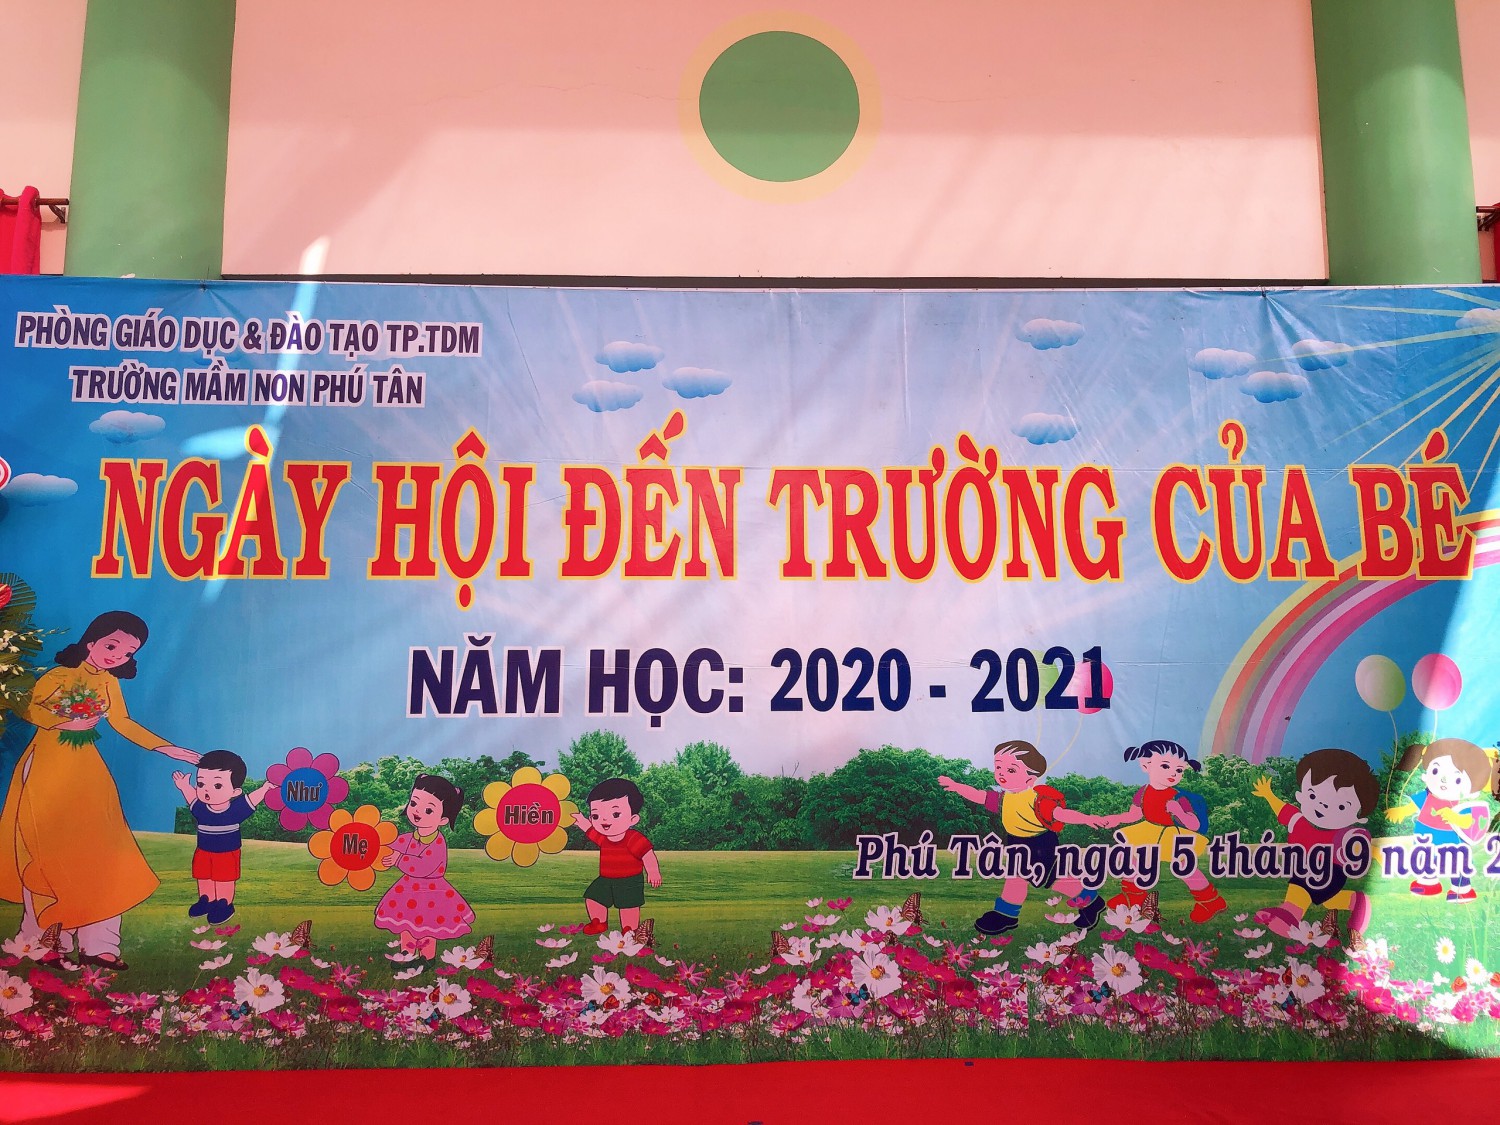 PHÒNG GIÁO DỤC & ĐÀO TẠO TP.TDM
TRƯỜNG MẦM NON PHÚ TÂN
NGÀY HỘI ĐẾN TRƯỜNG CỦA BÉ
NĂM HỌC: 2020 - 2021
Như
Mẹ
Hiền
Phú Tân, ngày 5 tháng 9 năm 2